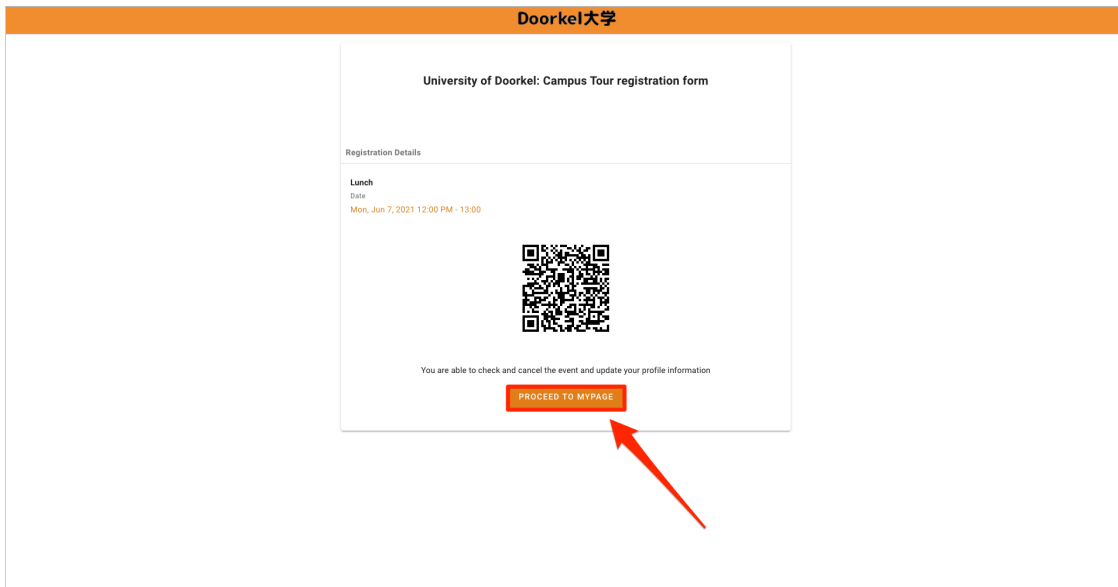 Doorkel大学
University of Doorkel: Campus Tour registration form
Registration Details
Lunch
Date
Mon, Jun 7, 2021 12:00 PM - 13:00
You are able to check and cancel the event and update your profile information
PROCEED TO MYPAGE